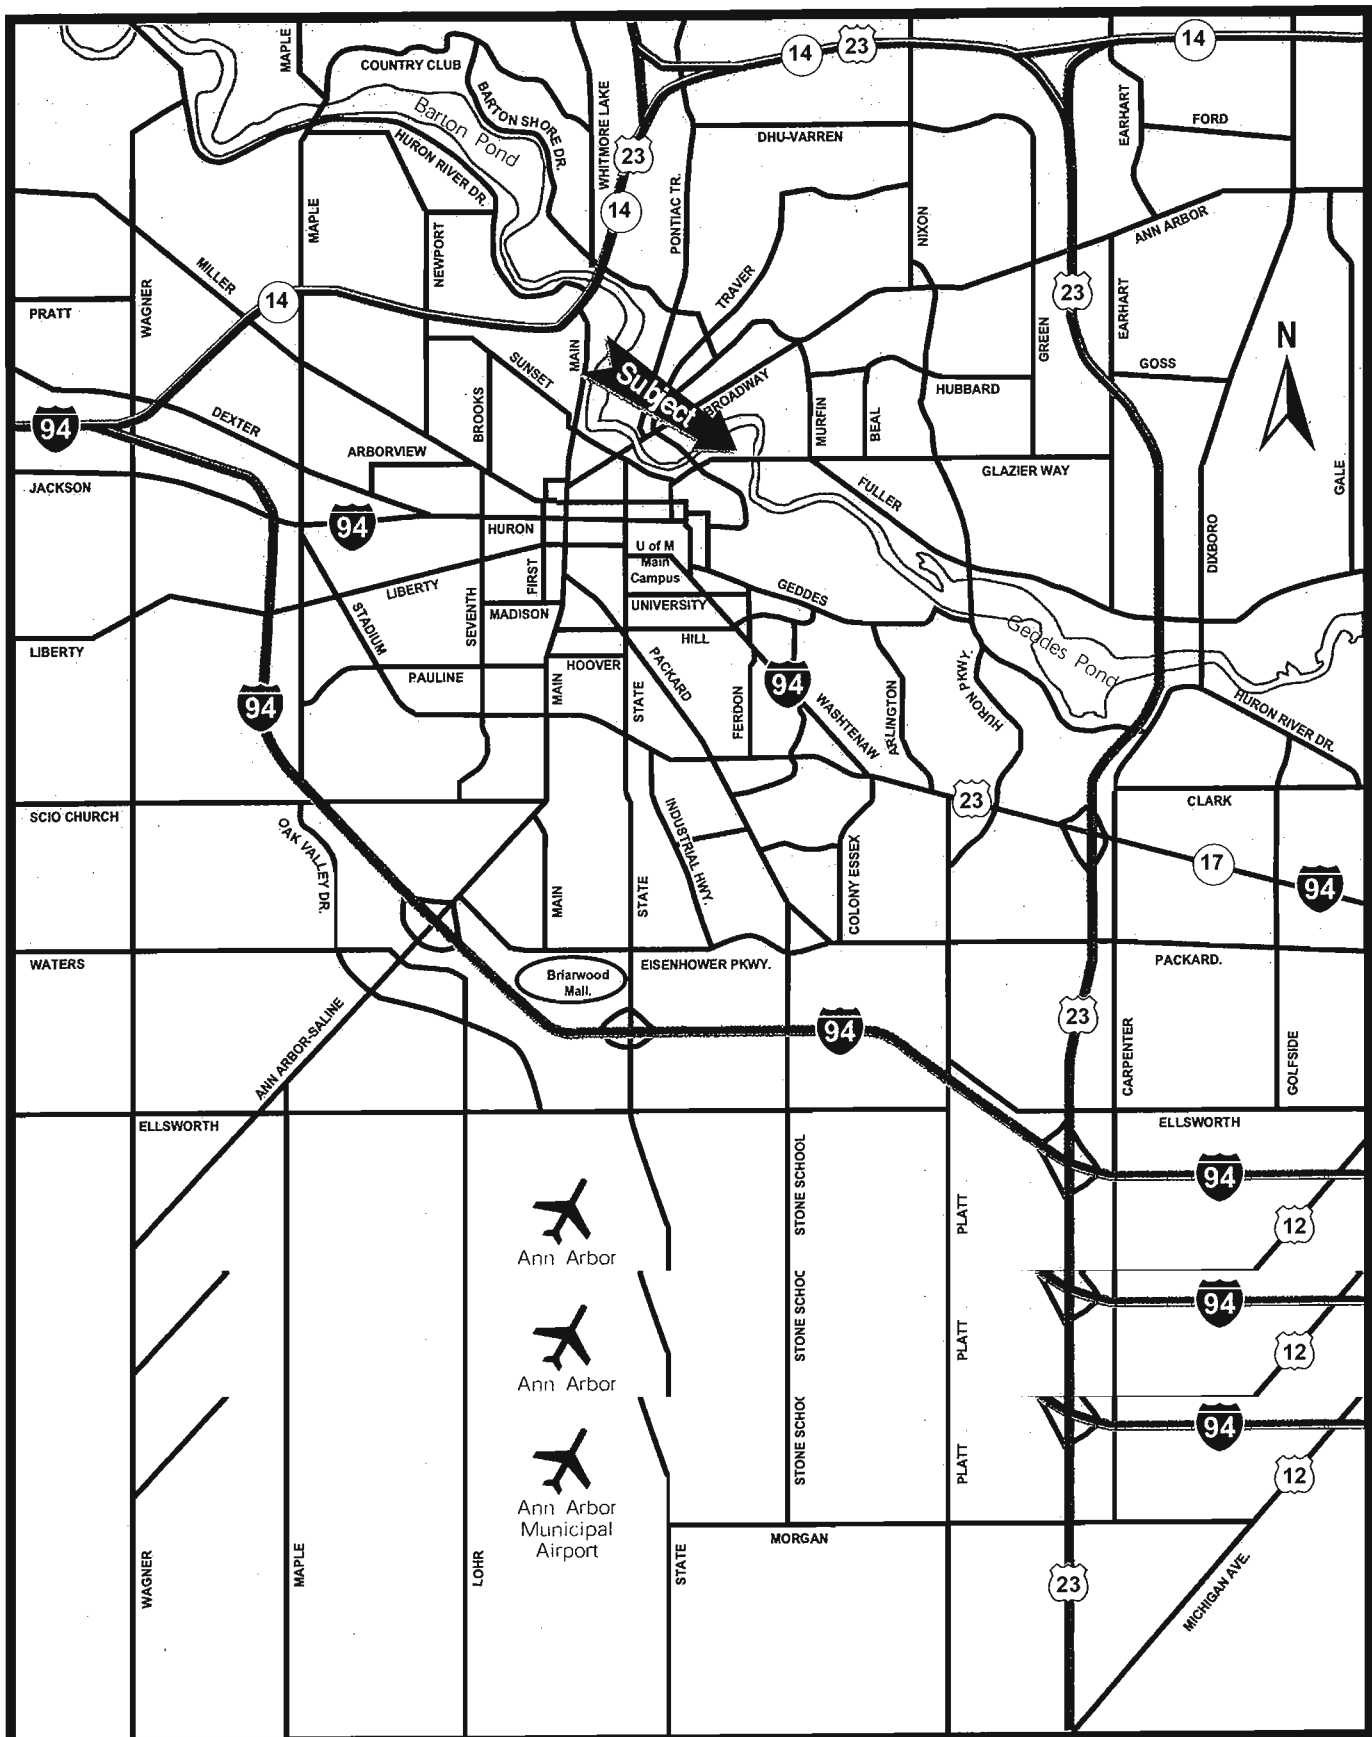 MAPLE
COUNTRY CLUB
Barton Pond
BARTON SHORE DR.
HURON RIVER DR.
WHITMORE LAKE
14
23
14
23
14
PONTIAC TR.
DHU-VARREN
EARHART
FORD
MAPLE
NEWPORT
NIXON
ANN ARBOR
MILLER
WAGNER
14
PRATT
TRAVER
23
GREEN
EARHART
GOSS
N
MAIN
SUNSET
Subject
BROADWAY
HUBBARD
BROOKS
MURFIN
BEAL
94
DEXTER
ARBORVIEW
GLAZIER WAY
GALE
JACKSON
FULLER
94
HURON
DIXBORO
U of M
Main
Campus
FIRST
LIBERTY
GEDDES
STADIUM
SEVENTH
MADISON
UNIVERSITY
HILL
Geddes Pond
LIBERTY
HOOVER
PACKARD
PAULINE
MAIN
STATE
FERDON
94
WASHTENAW
ARLINGTON
HURON PKWY.
HURON RIVER DR.
94
23
CLARK
SCIO CHURCH
OAK VALLEY DR.
INDUSTRIAL HWY.
COLONY ESSEX
17
94
MAIN
STATE
WATERS
Briarwood
Mall.
EISENHOWER PKWY.
PACKARD.
ANN ARBOR-SALINE
94
23
CARPENTER
GOLFSIDE
ELLSWORTH
ELLSWORTH
STONE SCHOOL
94
PLATT
12
Ann Arbor
STONE SCHOC
94
PLATT
12
Ann Arbor
STONE SCHOC
94
PLATT
12
Ann Arbor
Municipal
Airport
MORGAN
WAGNER
MAPLE
LOHR
STATE
23
MICHIGAN AVE.